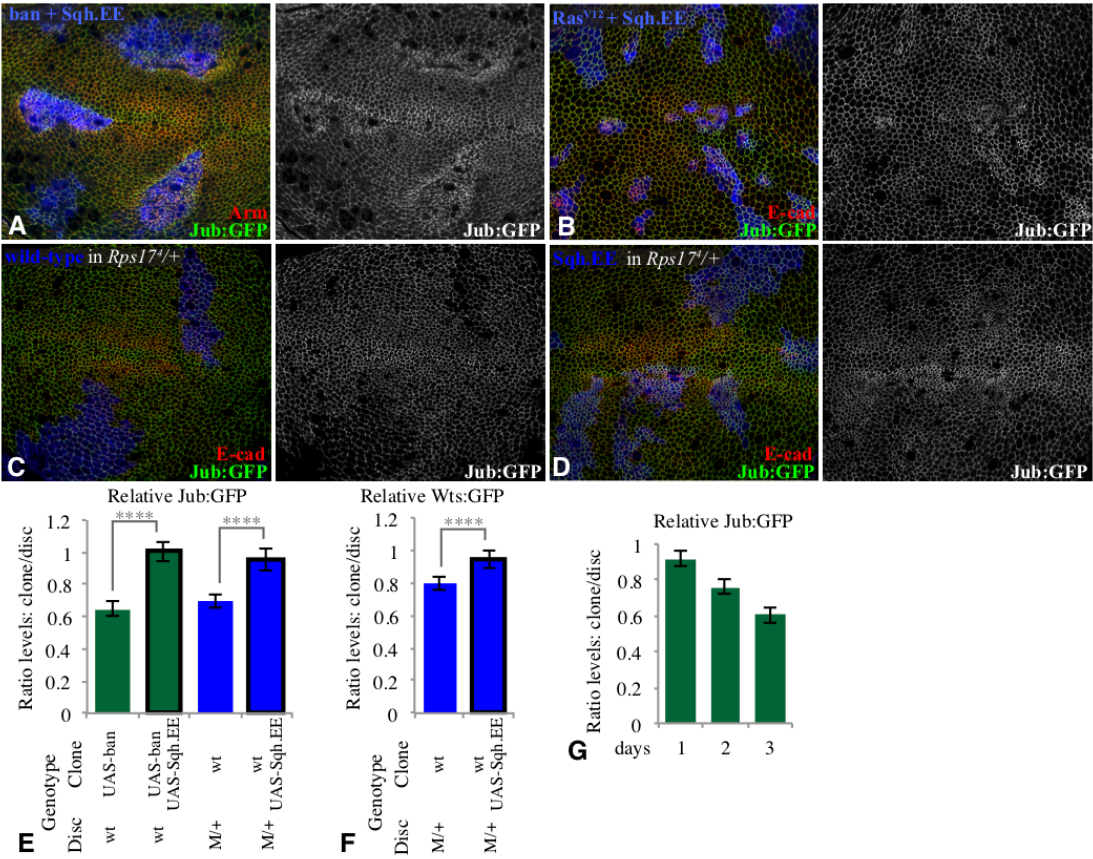 ban + Sqh.EE
Arm
Jub:GFP
A
Jub:GFP
Rasⱽ¹² + Sqh.EE
E-cad
Jub:GFP
B
Jub:GFP
wild-type in Rps17⁴/+
E-cad
Jub:GFP
C
Jub:GFP
Sqh.EE in Rps17⁴/+
E-cad
Jub:GFP
D
Jub:GFP
Relative Jub:GFP
Ratio levels: clone/disc
1.2
1
0.8
0.6
0.4
0.2
0
****
****
Genotype
Clone
Disc
UAS-ban
UAS-ban
UAS-Sqh.EE
wt
wt
UAS-Sqh.EE
wt
wt
M/+
M/+
E
Relative Wts:GFP
Ratio levels: clone/disc
1.2
1
0.8
0.6
0.4
0.2
0
****
Genotype
Clone
Disc
wt
wt
UAS-Sqh.EE
M/+
M/+
F
Relative Jub:GFP
Ratio levels: clone/disc
1
0.8
0.6
0.4
0.2
0
days 1 2 3
G